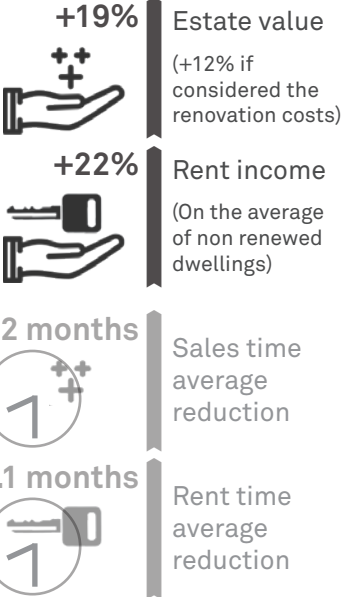 +19%
Estate value
(+12% if
considered the
renovation costs)
+22%
Rent income
(On the average
of non renewed
dwellings)
2 months
Sales time
average
reduction
.1 months
Rent time
average
reduction